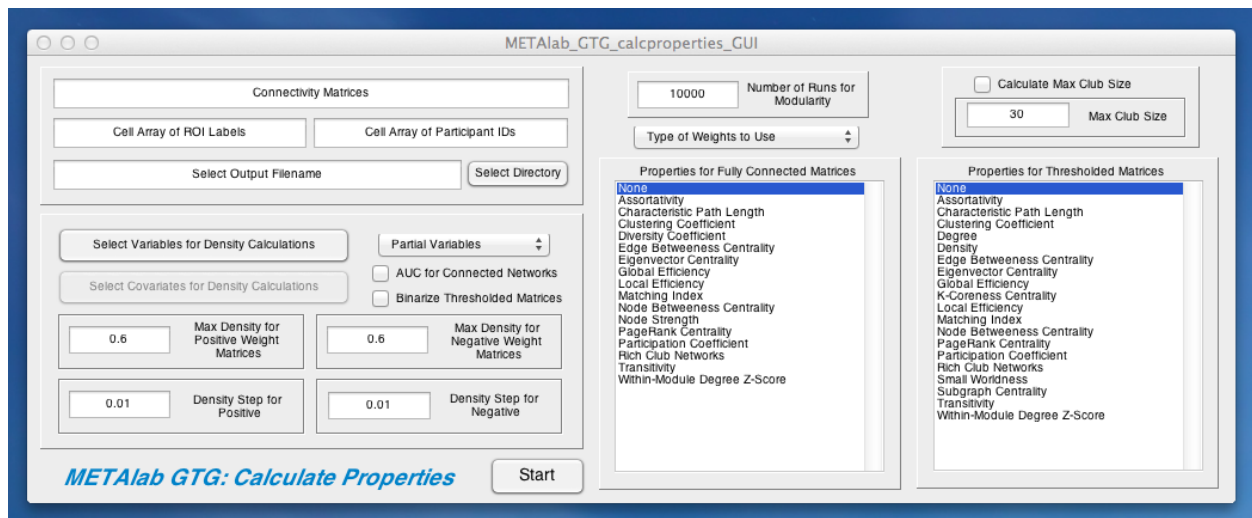 METAlab_GTG_calcproperties_GUI
Connectivity Matrices
Cell Array of ROI Labels
Cell Array of Participant IDs
Select Output Filename
Select Directory
Select Variables for Density Calculations
Partial Variables
Select Covariates for Density Calculations
AUC for Connected Networks
Binarize Thresholded Matrices
0.6
Max Density for
Positive Weight
Matrices
0.6
Max Density for
Negative Weight
Matrices
0.01
Density Step for
Positive
0.01
Density Step for
Negative
METAlab GTG: Calculate Properties
Start
10000
Number of Runs for
Modularity
Type of Weights to Use
Calculate Max Club Size
30
Max Club Size
Properties for Fully Connected Matrices
None
Assortativity
Characteristic Path Length
Clustering Coefficient
Diversity Coefficient
Edge Betweeness Centrality
Eigenvector Centrality
Global Efficiency
Local Efficiency
Matching Index
Node Betweeness Centrality
Node Strength
PageRank Centrality
Participation Coefficient
Rich Club Networks
Transitivity
Within-Module Degree Z-Score
Properties for Thresholded Matrices
None
Assortativity
Characteristic Path Length
Clustering Coefficient
Degree
Density
Edge Betweeness Centrality
Eigenvector Centrality
Global Efficiency
K-Coreness Centrality
Local Efficiency
Matching Index
Node Betweeness Centrality
PageRank Centrality
Participation Coefficient
Rich Club Networks
Small Worldness
Subgraph Centrality
Transitivity
Within-Module Degree Z-Score